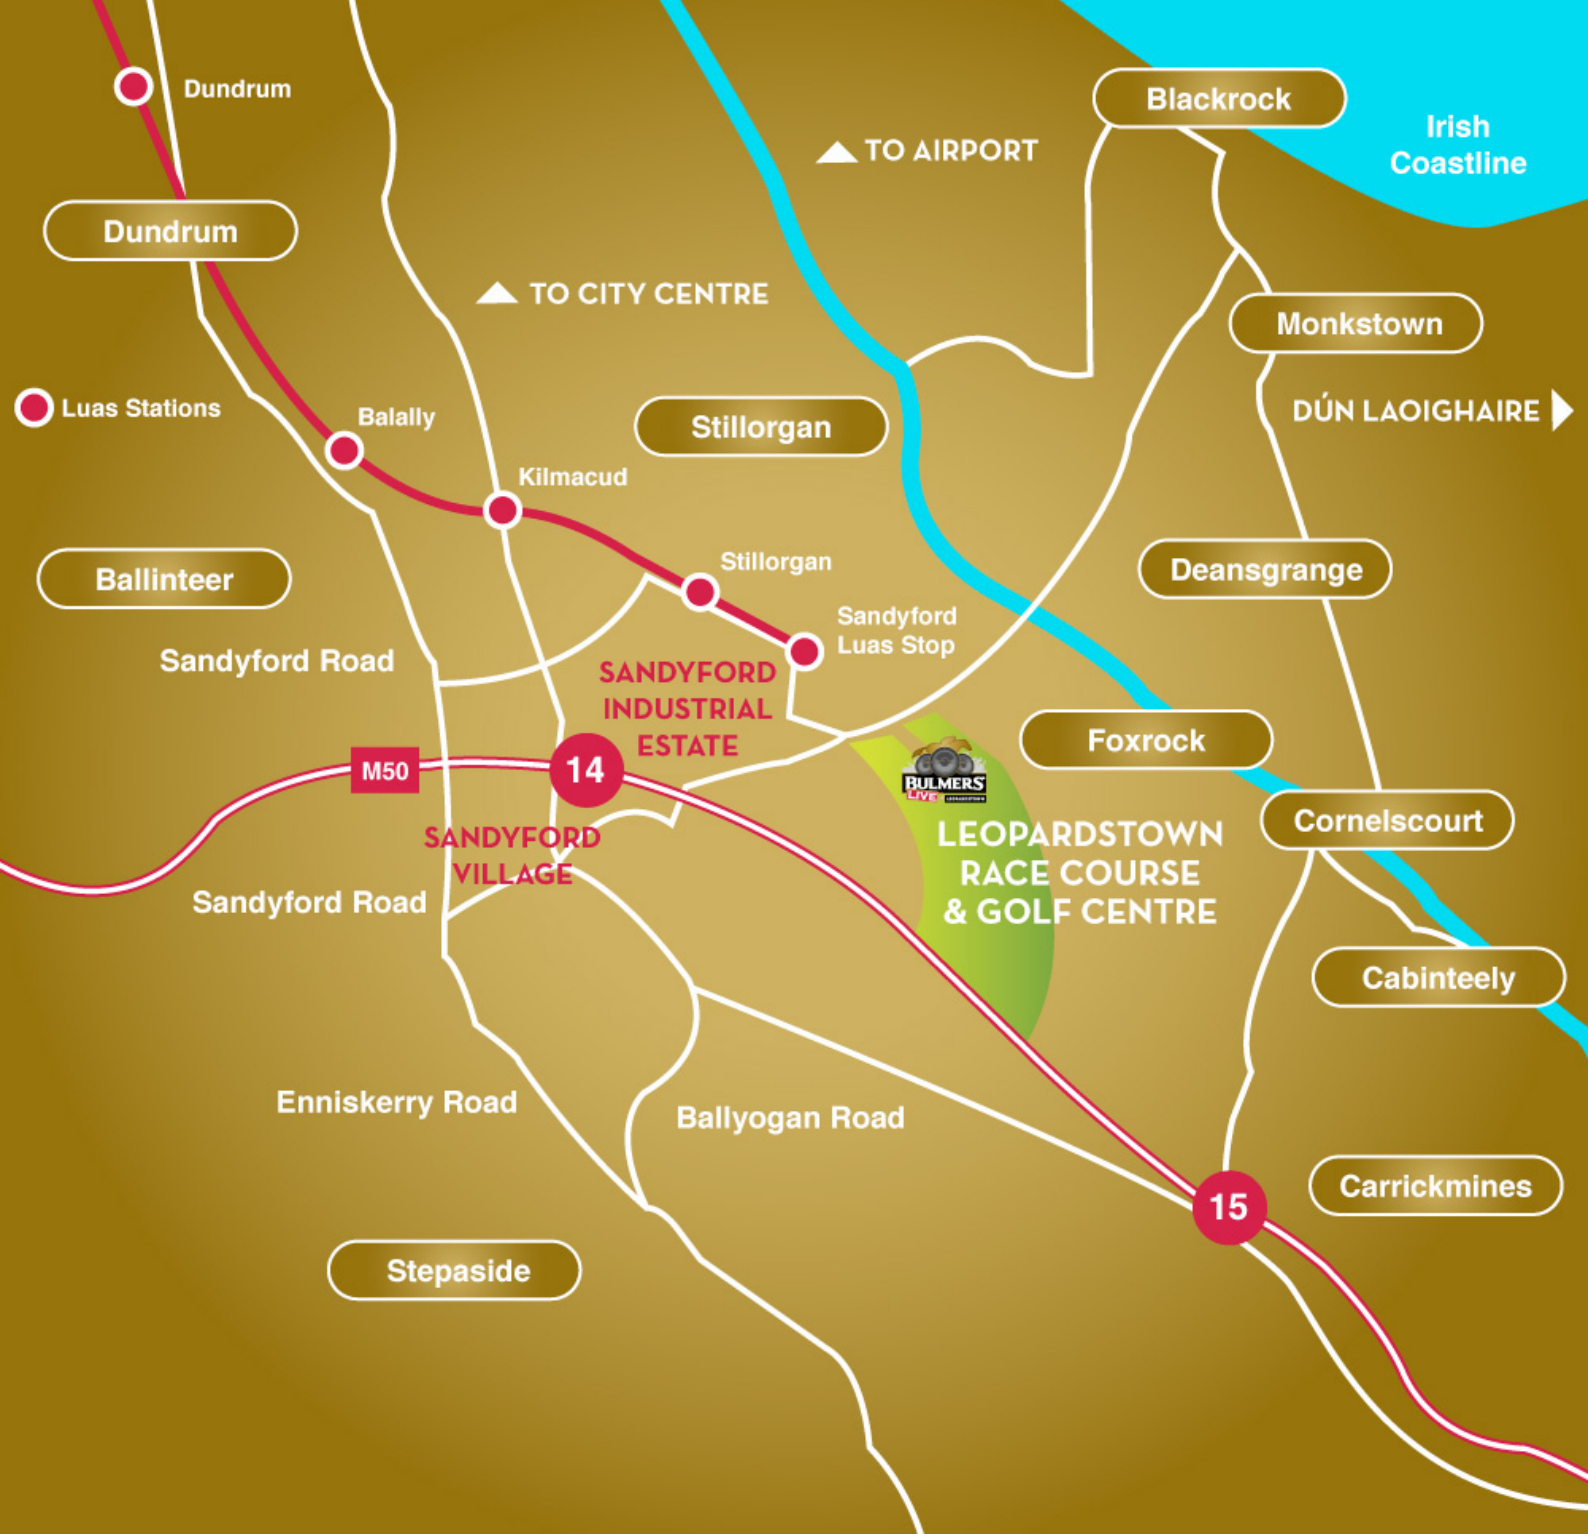 Dundrum
Blackrock
Irish
Coastline
TO AIRPORT
Dundrum
TO CITY CENTRE
Monkstown
Luas Stations
Balally
Stillorgan
DÚN LAOIGHAIRE
Kilmacud
Ballinteer
Stillorgan
Deansgrange
Sandyford
Luas Stop
Sandyford Road
SANDYFORD
INDUSTRIAL
ESTATE
Foxrock
M50
14
BULMERS
LIVE
Cornelscourt
SANDYFORD
VILLAGE
LEOPARDSTOWN
RACE COURSE
& GOLF CENTRE
Sandyford Road
Cabinteely
Enniskerry Road
Ballyogan Road
Carrickmines
15
Stepaside